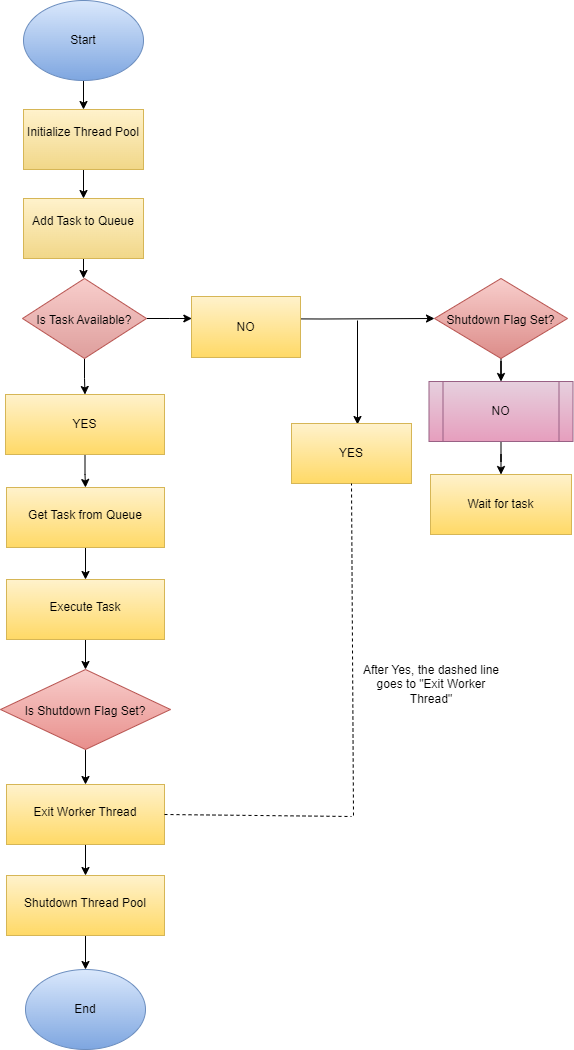 Start
Initialize Thread Pool
Add Task to Queue
Is Task Available?
NO
Shutdown Flag Set?
NO
YES
YES
Wait for task
Get Task from Queue
Execute Task
After Yes, the dashed line
goes to "Exit Worker
Thread"
Is Shutdown Flag Set?
Exit Worker Thread
Shutdown Thread Pool
End